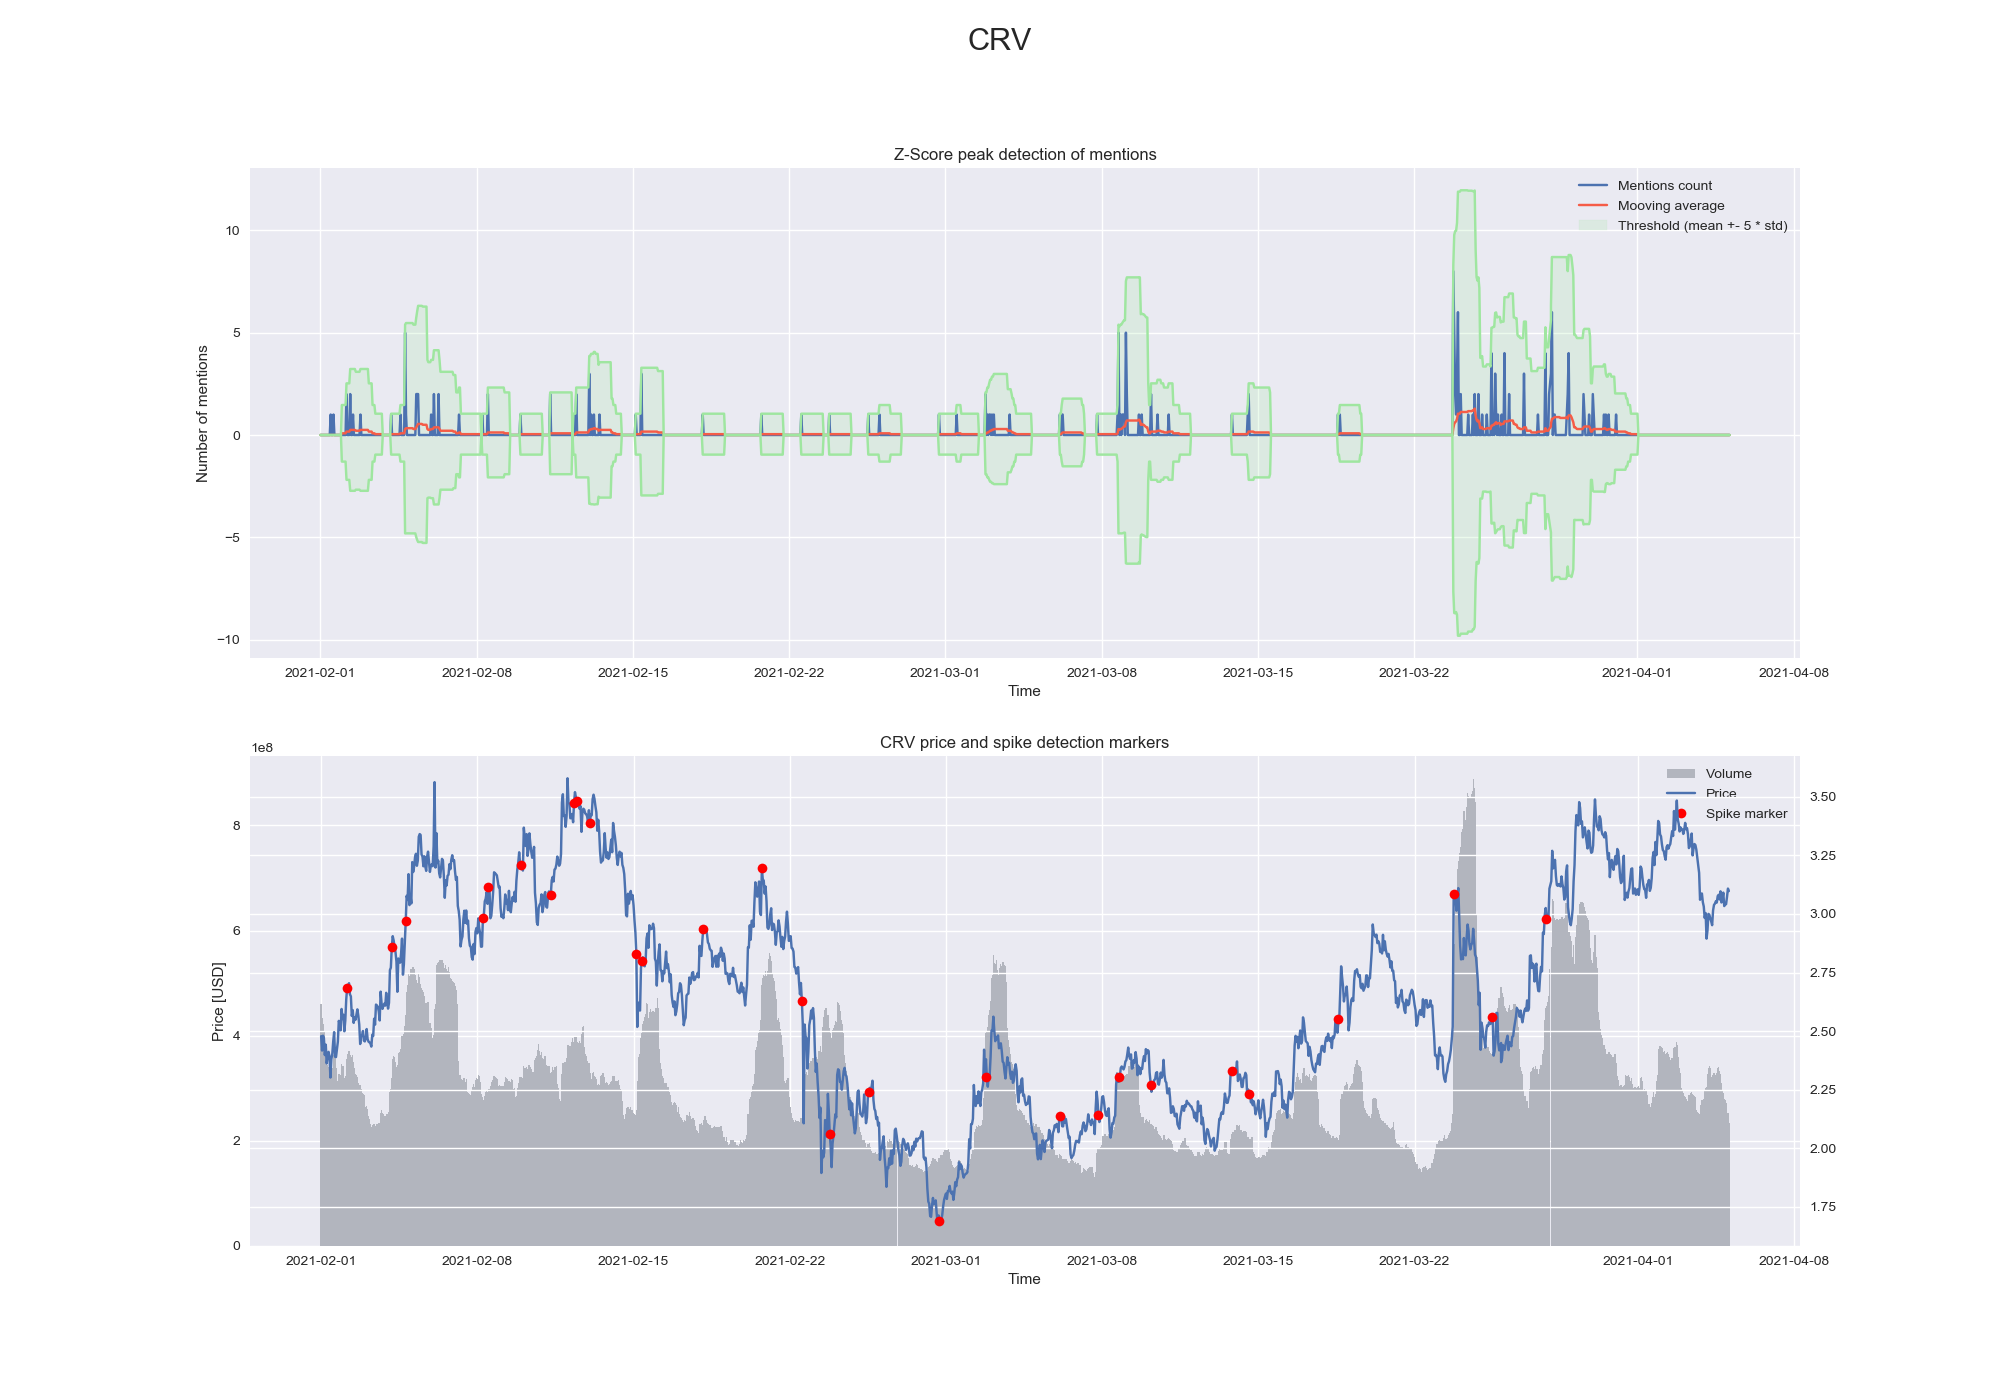 CRV
Z-Score peak detection of mentions
Mentions count
Mooving average
Threshold (mean +- 5 * std)
10
5
0
−5
−10
Number of mentions
2021-02-01 2021-02-08 2021-02-15 2021-02-22 2021-03-01 2021-03-08 2021-03-15 2021-03-22 2021-04-01 2021-04-08
Time
CRV price and spike detection markers
1e8
Volume
Price
Spike marker
8
6
4
2
0
Price [USD]
3.50
3.25
3.00
2.75
2.50
2.25
2.00
1.75
2021-02-01 2021-02-08 2021-02-15 2021-02-22 2021-03-01 2021-03-08 2021-03-15 2021-03-22 2021-04-01 2021-04-08
Time